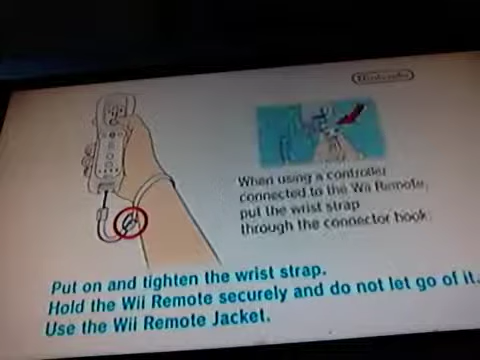 Nintendo
When using a controller
connected to the Wii Remote,
put the wrist strap
through the connector hook.
Put on and tighten the wrist strap.
Hold the Wii Remote securely and do not let go of it.
Use the Wii Remote Jacket.